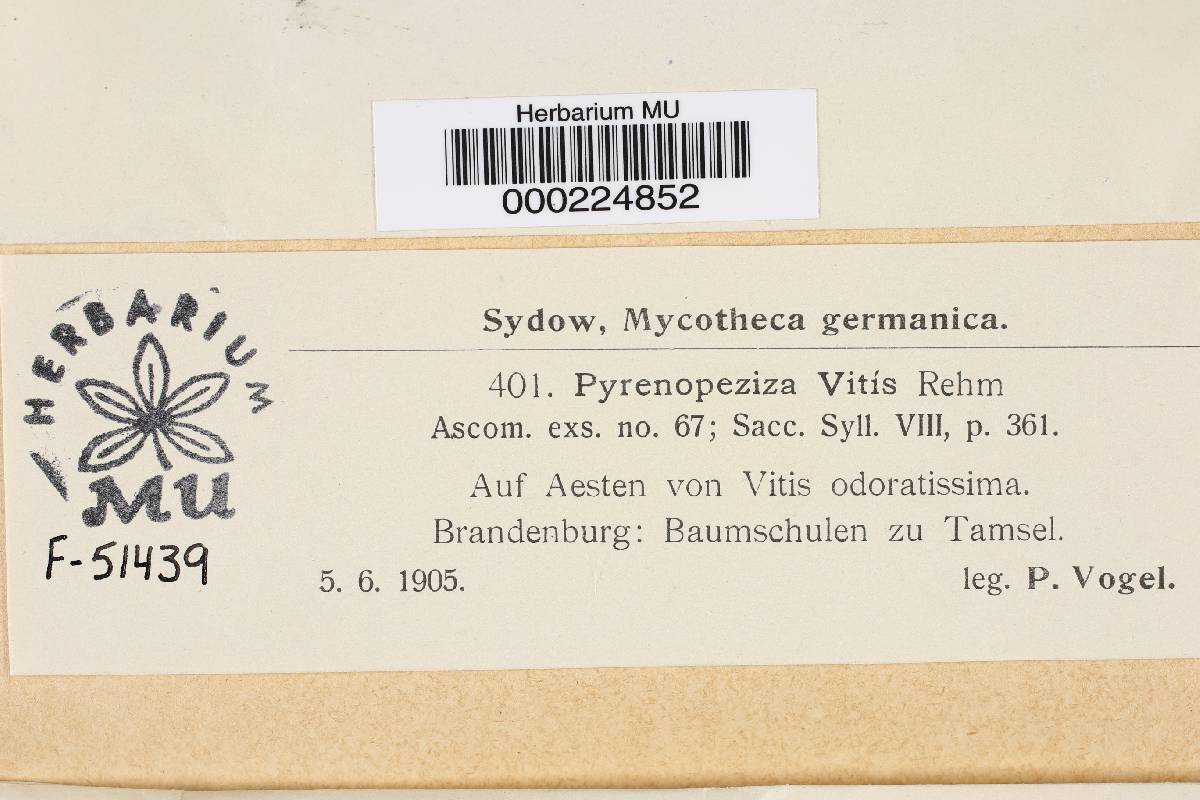 Herbarium MU
000224852
HERBARIUM
MU
F-51439
Sydow, Mycotheca germanica.
401. Pyrenopeziza Vitis Rehm
Ascom. exs. no. 67; Sacc. Syll. VIII, p. 361.
Auf Aesten von Vitis odoratissima.
Brandenburg: Baumschulen zu Tamsel.
5. 6. 1905. leg. P. Vogel.